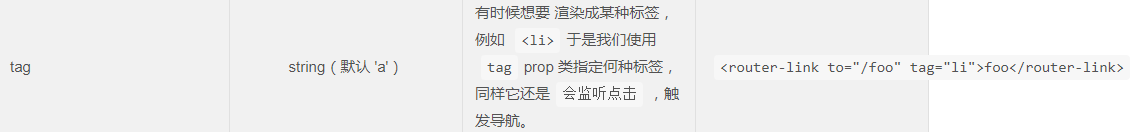 tag
string ( 默认 'a' )
有时候想要 渲染成某种标签，
例如 <li> 于是我们使用
tag prop 类指定何种标签，
同样它还是 会监听点击 ，触
发导航。
<router-link to="/foo" tag="li">foo</router-link>